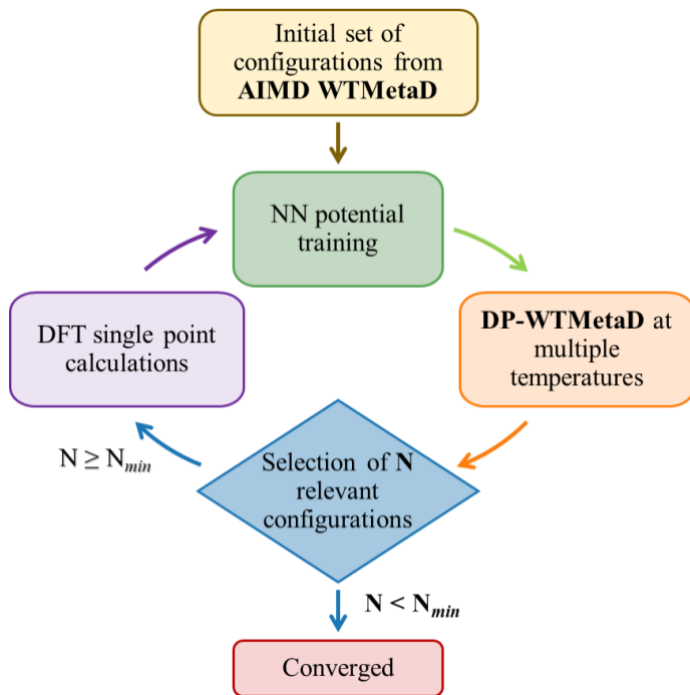 Initial set of
configurations from
AIMD WTMetaD
NN potential
training
DFT single point
calculations
DP-WTMetaD at
multiple
temperatures
N ≥ Nmin
Selection of N
relevant
configurations
N < Nmin
Converged